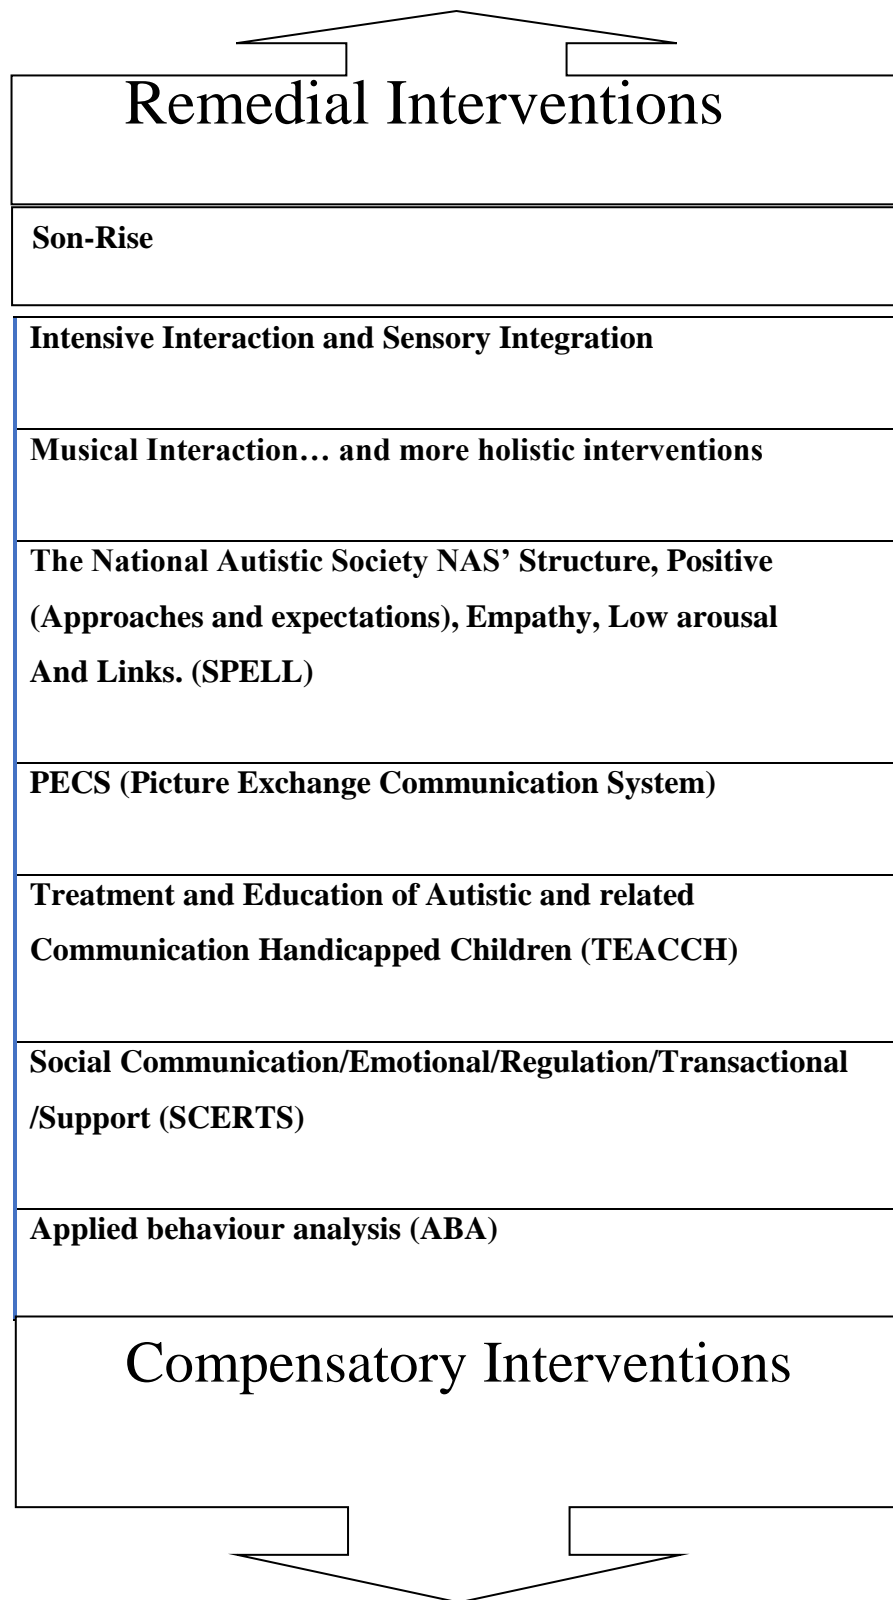 Remedial Interventions
Son-Rise
Intensive Interaction and Sensory Integration
Musical Interaction… and more holistic interventions
The National Autistic Society NAS’ Structure, Positive
(Approaches and expectations), Empathy, Low arousal
And Links. (SPELL)
PECS (Picture Exchange Communication System)
Treatment and Education of Autistic and related
Communication Handicapped Children (TEACCH)
Social Communication/Emotional/Regulation/Transactional
/Support (SCERTS)
Applied behaviour analysis (ABA)
Compensatory Interventions